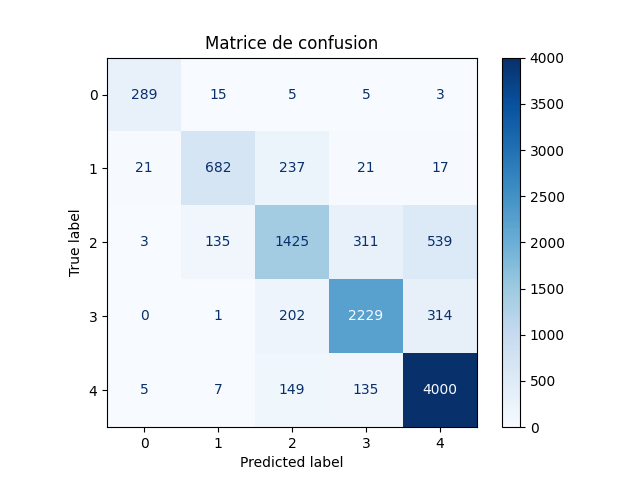 Matrice de confusion
True label
0 289 15 5 5 3
1 21 682 237 21 17
2 3 135 1425 311 539
3 0 1 202 2229 314
4 5 7 149 135 4000
0 1 2 3 4
Predicted label
4000
3500
3000
2500
2000
1500
1000
500
0